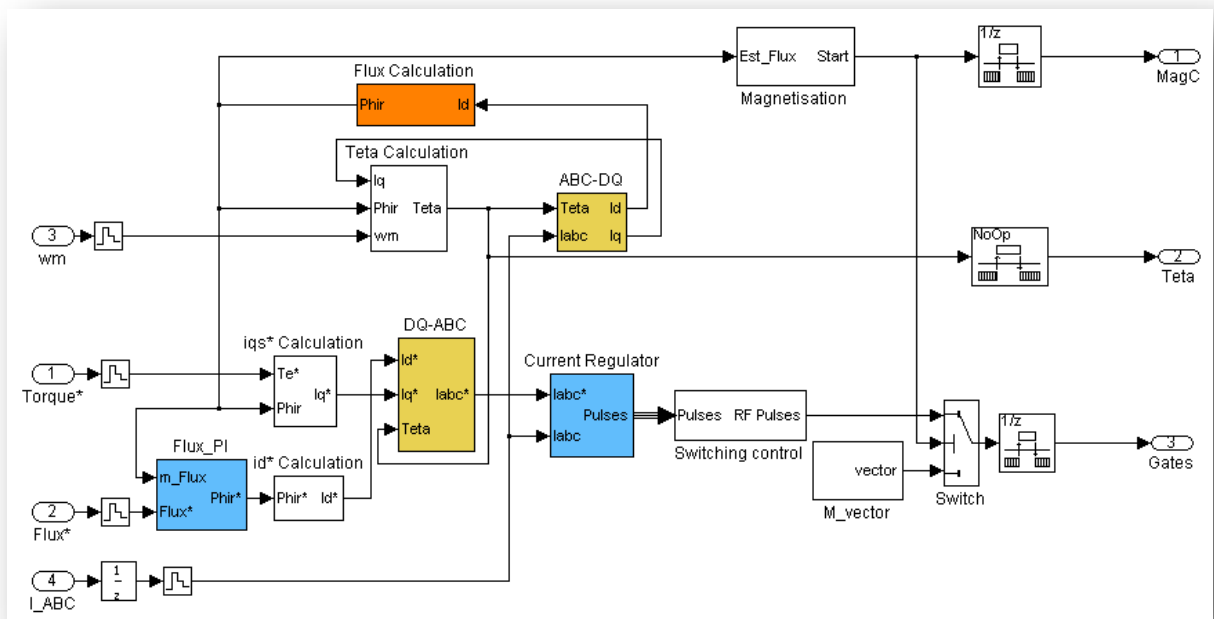 1/z
Est_Flux Start
1
MagC
Magnetisation
Flux Calculation
Phir Id
Teta Calculation
Iq
Phir Teta
wm
ABC-DQ
Teta Id
Iabc Iq
3
wm
NoOp
2
Teta
iqs* Calculation
Te*
Iq*
Phir
DQ-ABC
Id*
Iq* Iabc*
Teta
Current Regulator
Iabc*
Pulses
Iabc
Pulses RF Pulses
Switching control
1
Torque*
Flux_PI
m_Flux
Phir*
Flux*
id* Calculation
Phir* Id*
vector
M_vector
Switch
1/z
3
Gates
2
Flux*
4
I_ABC
1
z